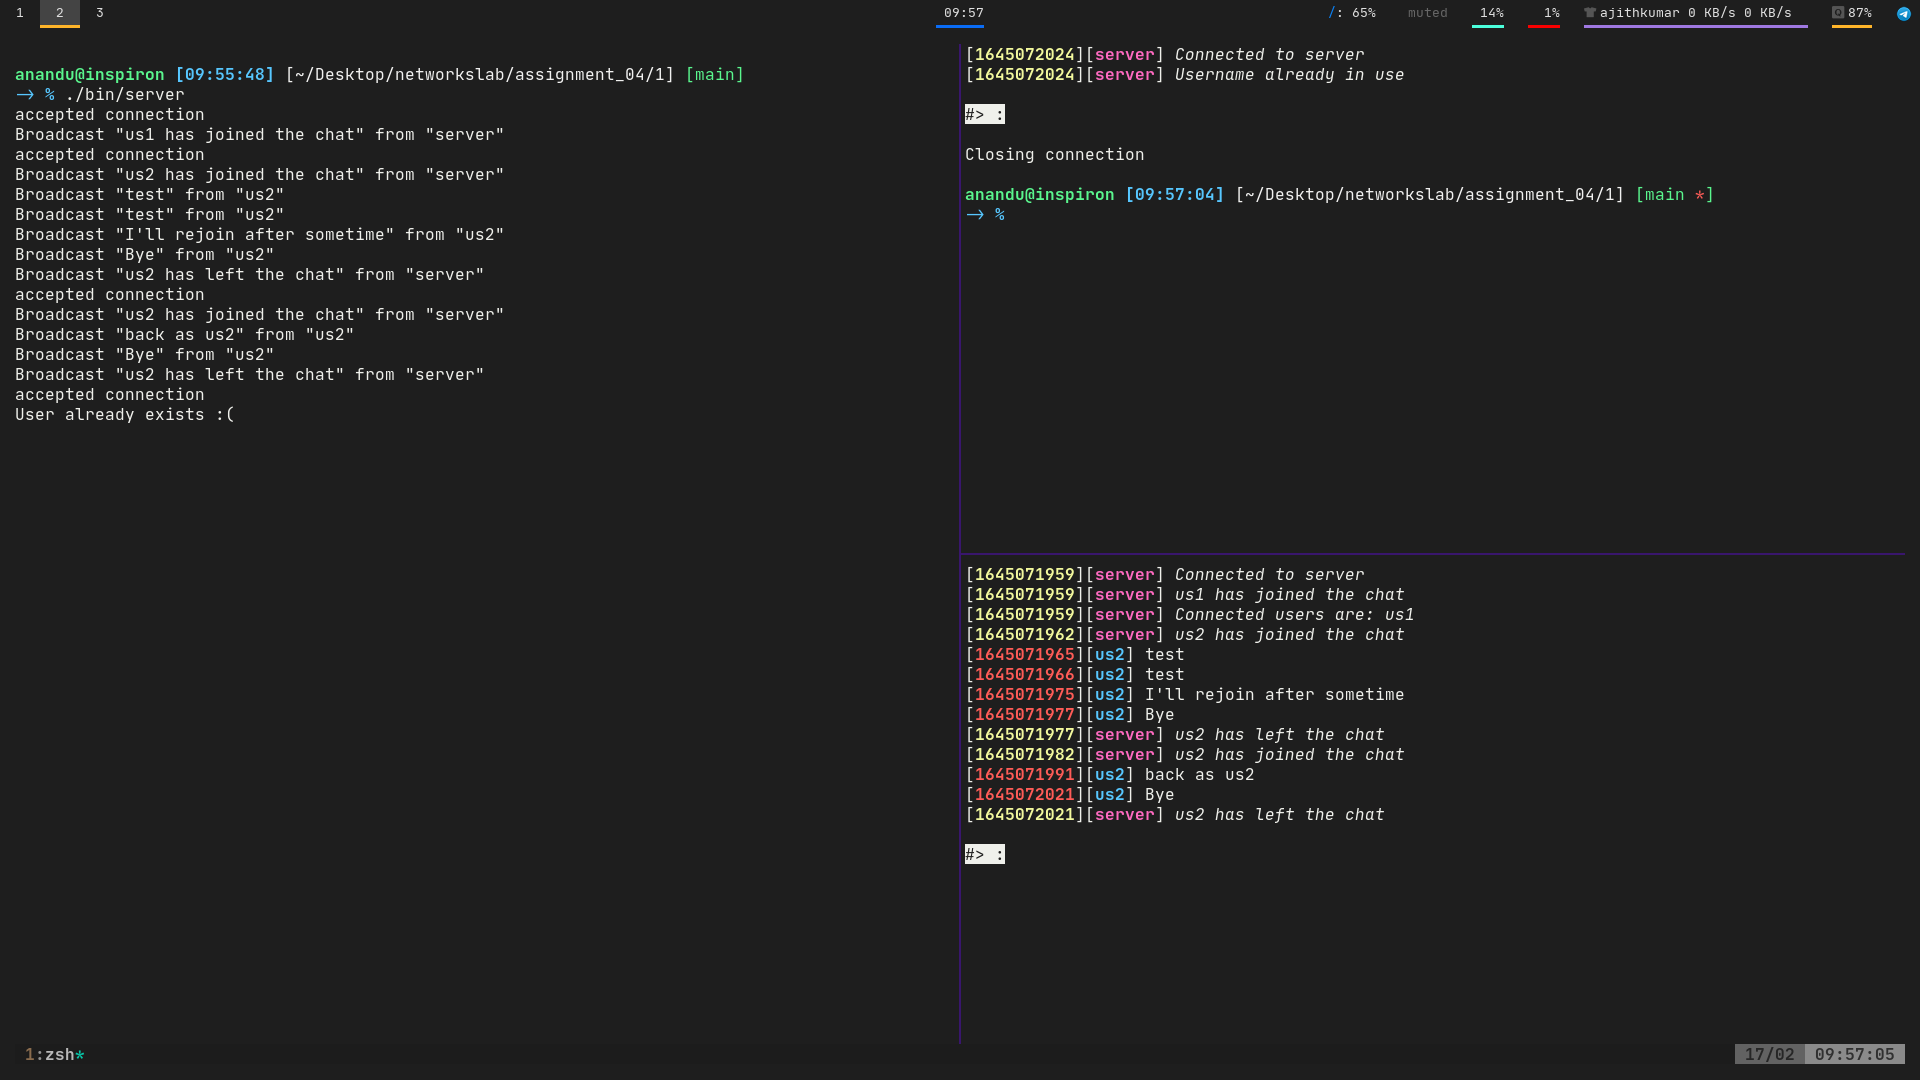 1 2 3 09:57 /: 65% muted 14% 1% ajithkumar 0 KB/s 0 KB/s 87%
anandu@inspiron [09:55:48] [~/Desktop/networkslab/assignment_04/1] [main]
→ % ./bin/server
accepted connection
Broadcast "us1 has joined the chat" from "server"
accepted connection
Broadcast "us2 has joined the chat" from "server"
Broadcast "test" from "us2"
Broadcast "test" from "us2"
Broadcast "I'll rejoin after sometime" from "us2"
Broadcast "Bye" from "us2"
Broadcast "us2 has left the chat" from "server"
accepted connection
Broadcast "us2 has joined the chat" from "server"
Broadcast "back as us2" from "us2"
Broadcast "Bye" from "us2"
Broadcast "us2 has left the chat" from "server"
accepted connection
User already exists :(
[1645072024][server] Connected to server
[1645072024][server] Username already in use
#> :
Closing connection
anandu@inspiron [09:57:04] [~/Desktop/networkslab/assignment_04/1] [main *]
→ %
[1645071959][server] Connected to server
[1645071959][server] us1 has joined the chat
[1645071959][server] Connected users are: us1
[1645071962][server] us2 has joined the chat
[1645071965][us2] test
[1645071966][us2] test
[1645071975][us2] I'll rejoin after sometime
[1645071977][us2] Bye
[1645071977][server] us2 has left the chat
[1645071982][server] us2 has joined the chat
[1645071991][us2] back as us2
[1645072021][us2] Bye
[1645072021][server] us2 has left the chat
#> :
1:zsh* 17/02 09:57:05